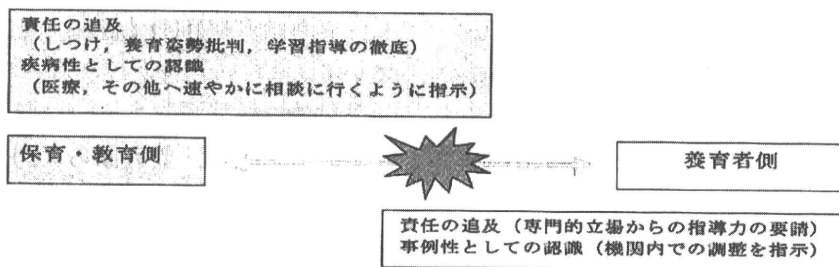 責任の追及
（しつけ，養育姿勢批判，学習指導の徹底）
疾病性としての認識
（医療，その他へ速やかに相談に行くように指示）
保育・教育側
養育者側
責任の追及（専門的立場からの指導力の要請）
事例性としての認識（機関内での調整を指示）